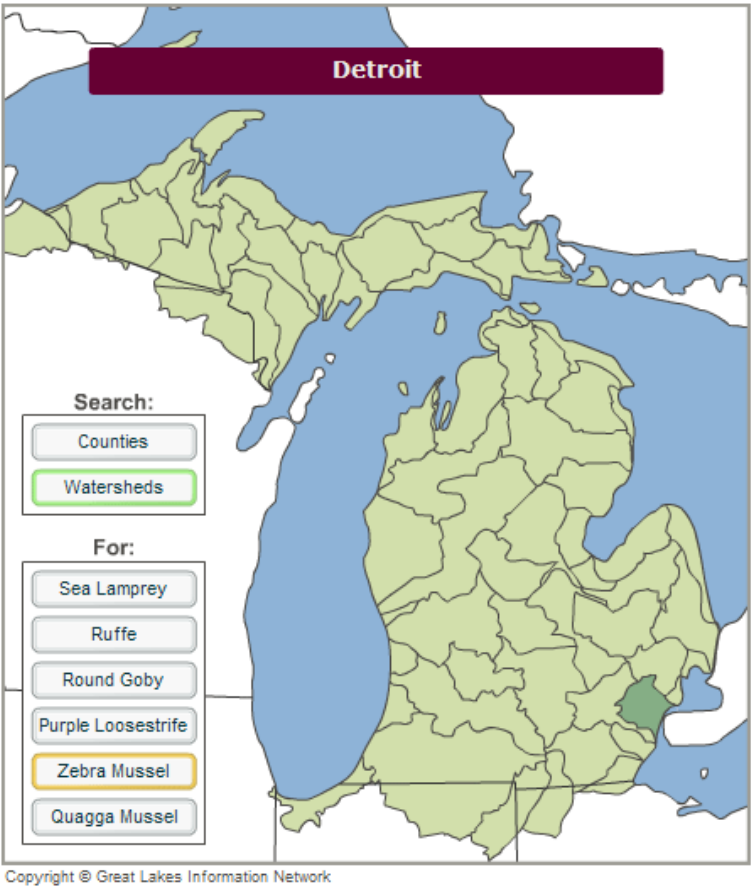 Detroit
Search:
Counties
Watersheds
For:
Sea Lamprey
Ruffe
Round Goby
Purple Loosestrife
Zebra Mussel
Quagga Mussel
Copyright © Great Lakes Information Network